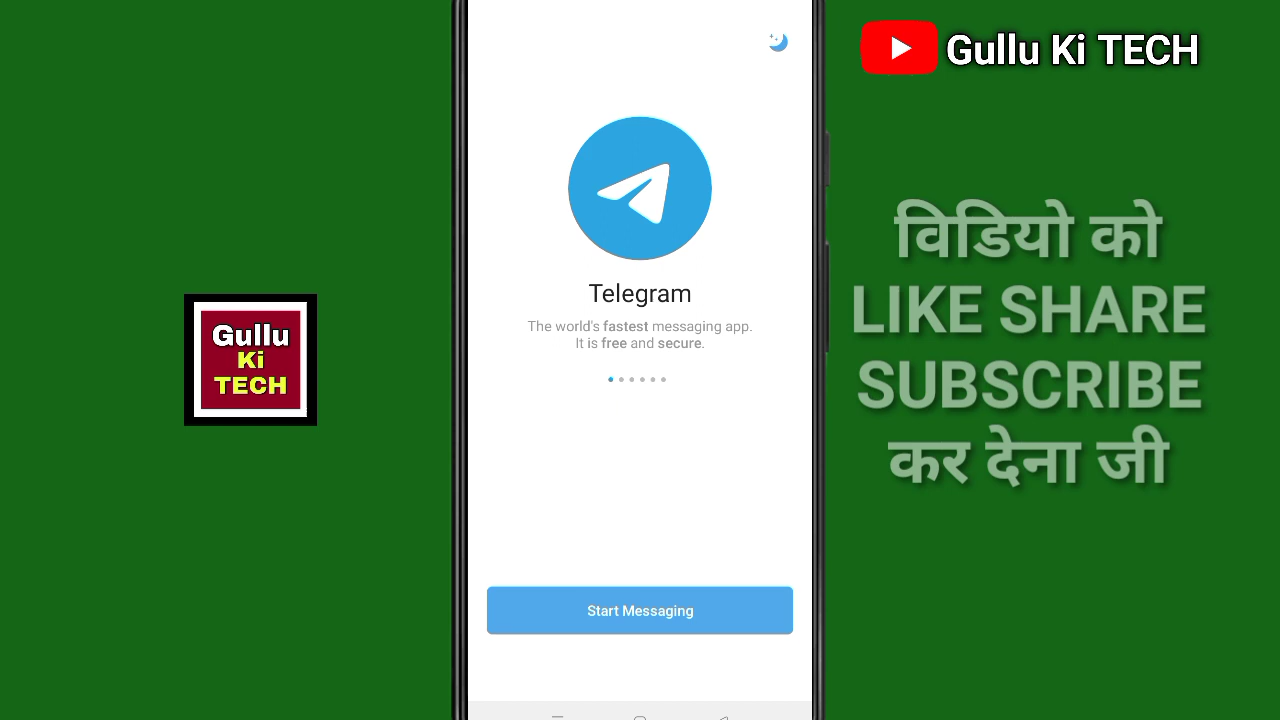 Gullu Ki TECH
Gullu
Ki
TECH
Telegram
The world's fastest messaging app.
It is free and secure.
Start Messaging
विडियो को
LIKE SHARE
SUBSCRIBE
कर देना जी